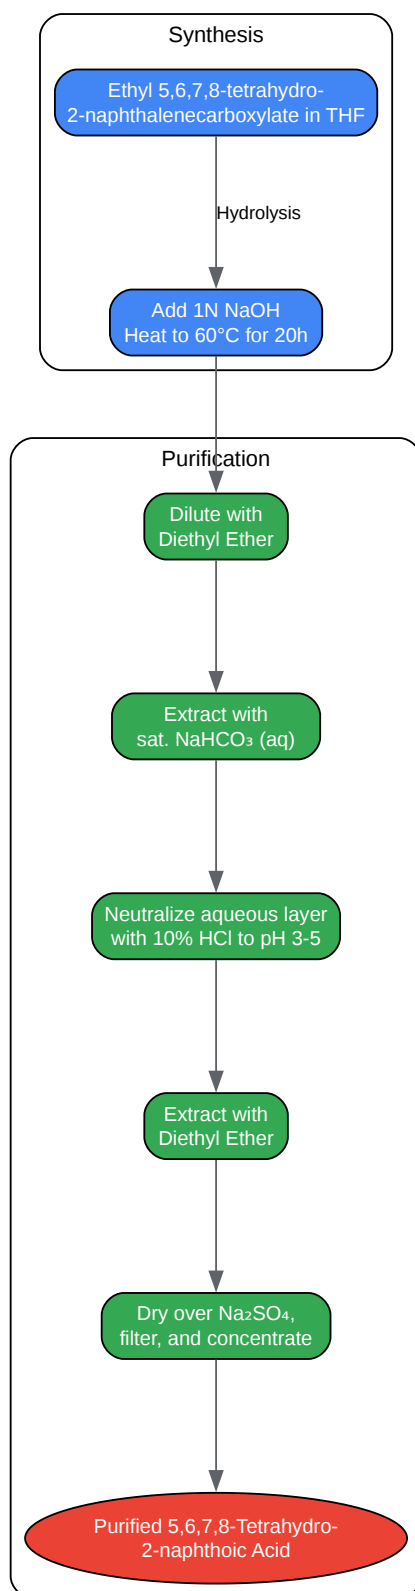 Synthesis
Ethyl 5,6,7,8-tetrahydro-
2-naphthalenecarboxylate in THF
Hydrolysis
Add 1N NaOH
Heat to 60°C for 20h
Purification
Dilute with
Diethyl Ether
Extract with
sat. NaHCO₃ (aq)
Neutralize aqueous layer
with 10% HCl to pH 3-5
Extract with
Diethyl Ether
Dry over Na₂SO₄,
filter, and concentrate
Purified 5,6,7,8-Tetrahydro-
2-naphthoic Acid